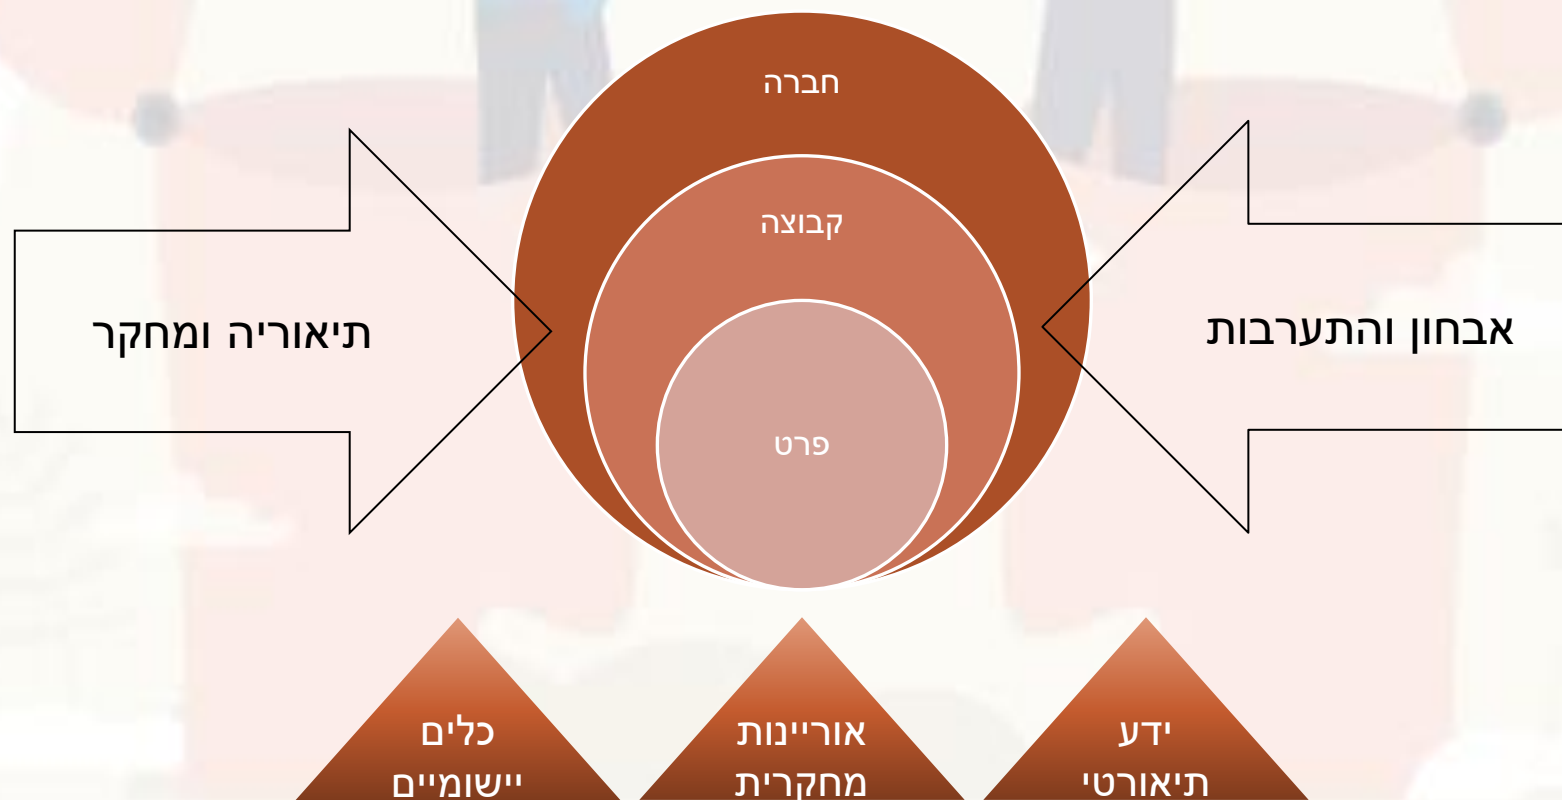 חברה
קבוצה
פרט
אבחון והתערבות
תיאוריה ומחקר
ידע
תיאורטי
אוריינות
מחקרית
כלים
יישומיים